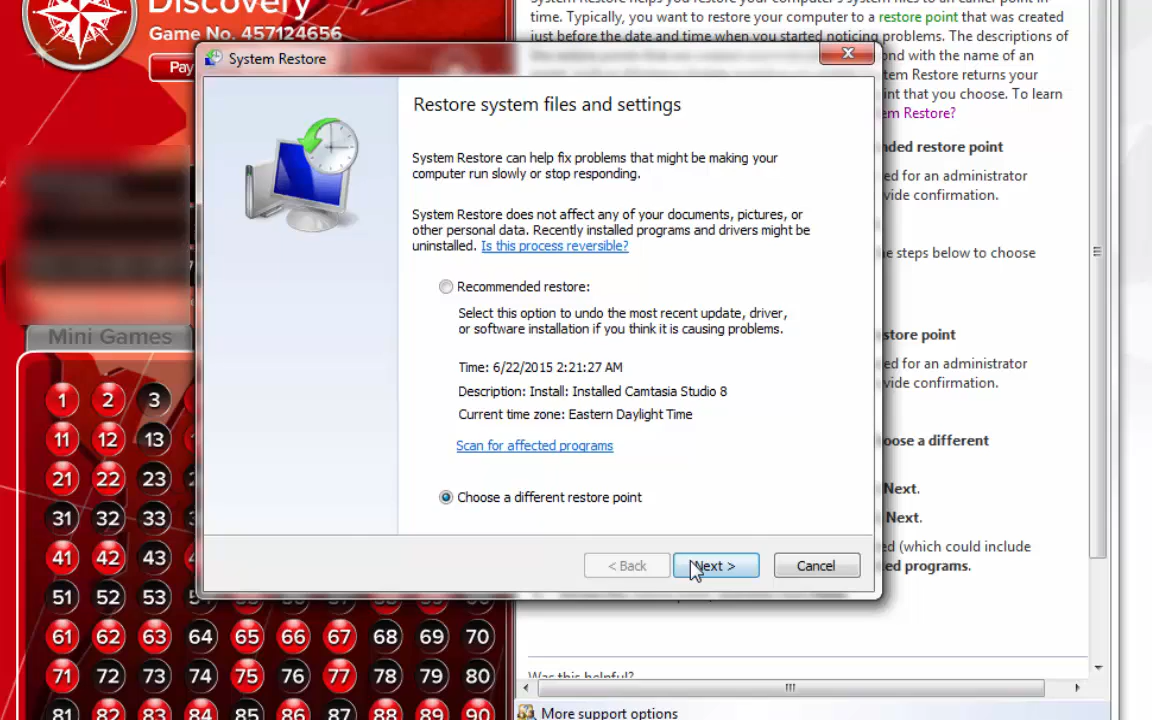 Discovery
Game No. 457124656
Pay
Mini Games
1 2 3
11 12 13
21 22 23
31 32 33
41 42 43
51 52 53
61 62 63 64 65 66 67 68 69 70
71 72 73 74 75 76 77 78 79 80
81 82 83 84 85 86 87 88 89 90
System Restore
Restore system files and settings
System Restore can help fix problems that might be making your
computer run slowly or stop responding.
System Restore does not affect any of your documents, pictures, or
other personal data. Recently installed programs and drivers might be
uninstalled. Is this process reversible?
Recommended restore:
Select this option to undo the most recent update, driver,
or software installation if you think it is causing problems.
Time: 6/22/2015 2:21:27 AM
Description: Install: Installed Camtasia Studio 8
Current time zone: Eastern Daylight Time
Scan for affected programs
Choose a different restore point
< Back
Next >
Cancel
System Restore helps you restore your computer's system files to an earlier point in
time. Typically, you want to restore your computer to a restore point that was created
just before the date and time when you started noticing problems. The descriptions of
ond with the name of an
tem Restore returns your
int that you choose. To learn
em Restore?
nded restore point
ed for an administrator
vide confirmation.
e steps below to choose
store point
ed for an administrator
vide confirmation.
oose a different
Next.
Next.
ed (which could include
ed programs.
Was this helpful?
More support options